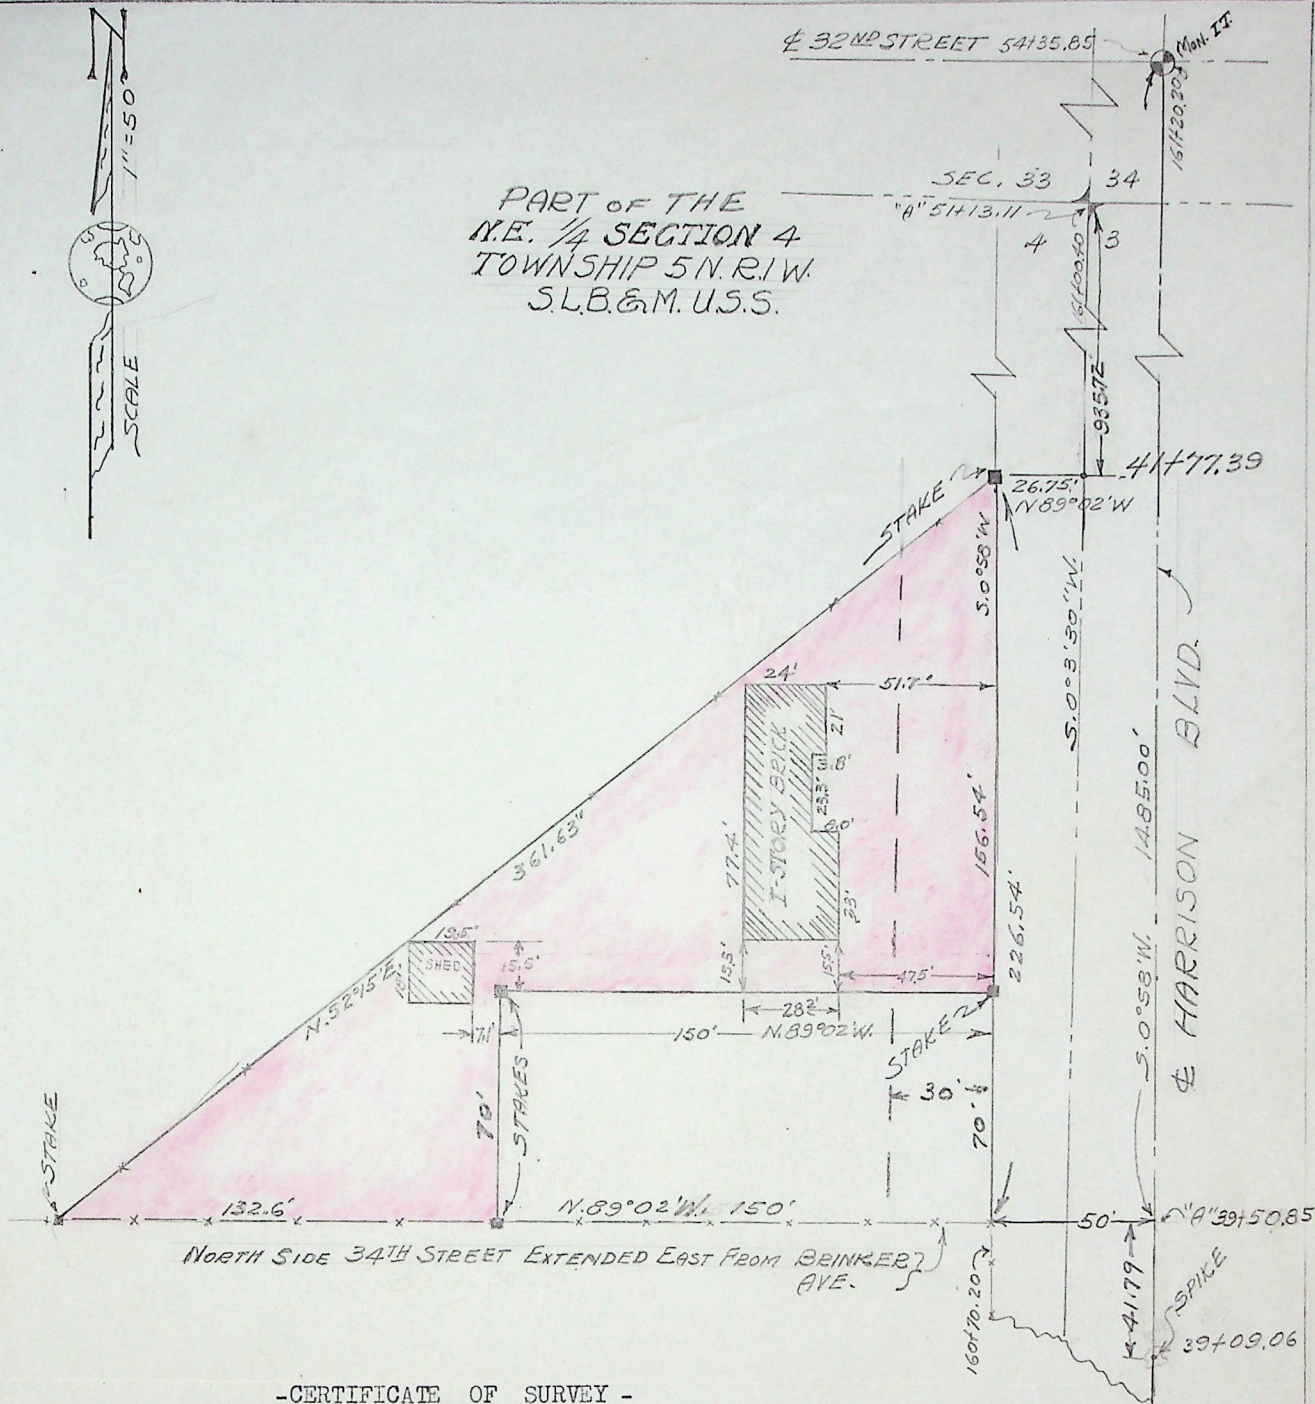 SCALE 1"=50'
℄ 32ND STREET 54+35.85
MON. I.T.
161+20.20
SEC. 33
34
"A" 51+13.11
4
3
PART OF THE
N.E. 1/4 SECTION 4
TOWNSHIP 5 N. R. 1 W.
S.L.B.&M. U.S.S.
161+00.40
935.72'
41+77.39
26.75'
N 89°02'W
STAKE
S.0°58'W
S.0°3'30"W.
24'
51.7'
21'
8'
23.3'
1-STORY BRICK
77.4'
33'
156.54'
226.54'
S.0°58'W. 1485.00'
℄ HARRISON BLVD.
361.63'
N.52°15'E.
19.5'
SHED
18'
15.5'
15.5'
15.5'
47.5'
28 2'
7.1'
150' N.89°02'W.
STAKE
30'
STAKES
70'
70'
STAKE
132.6'
N.89°02'W. 150'
50'
"A" 39+50.85
NORTH SIDE 34TH STREET EXTENDED EAST FROM BRINKER
AVE.
160+70.20
41.79
SPIKE
39+09.06
-CERTIFICATE OF SURVEY -